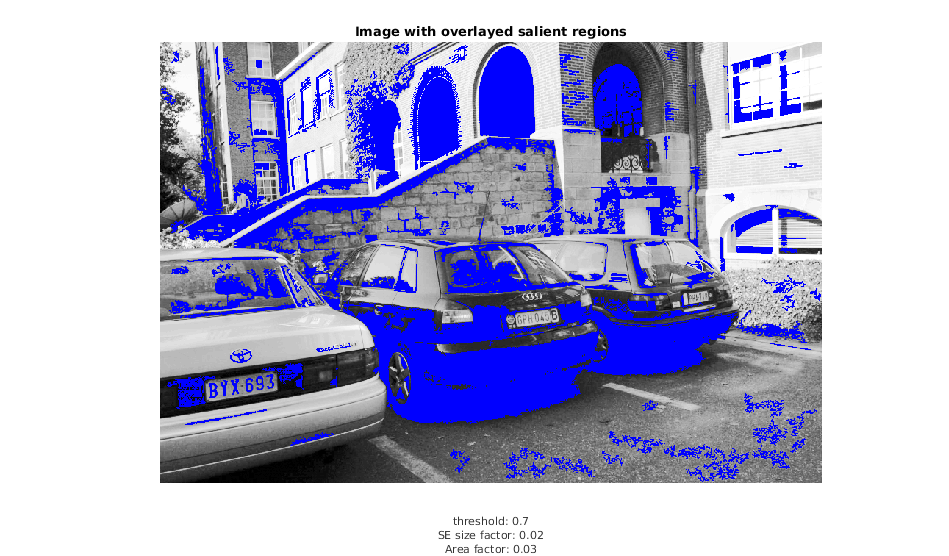 Image with overlayed salient regions
BYX-693
threshold: 0.7
SE size factor: 0.02
Area factor: 0.03